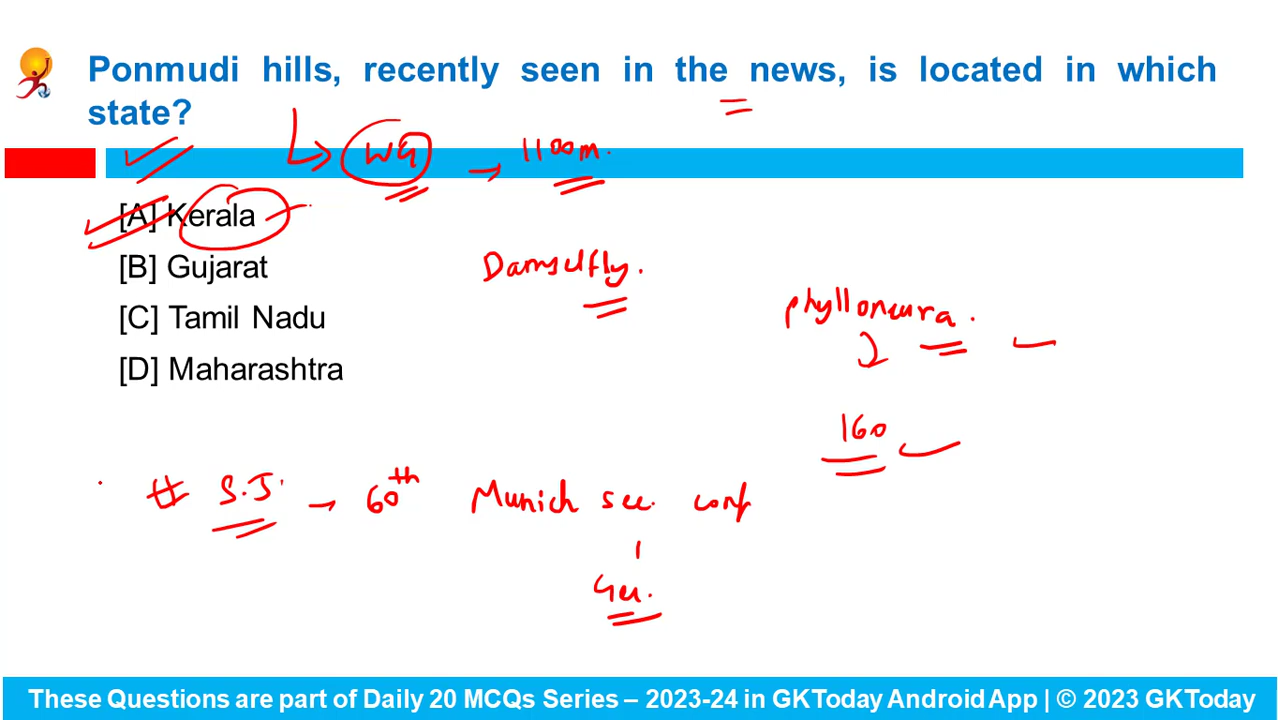 Ponmudi hills, recently seen in the news, is located in which
state?
WG → 1100m.
[A] Kerala
[B] Gujarat
Damselfly.
phylloneura.
[C] Tamil Nadu
[D] Maharashtra
160
# S.J. → 60th Munich sec. conf
Ger.
These Questions are part of Daily 20 MCQs Series – 2023-24 in GKToday Android App | © 2023 GKToday